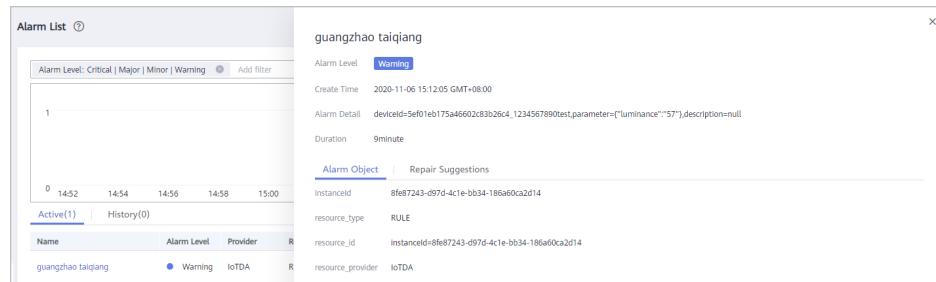 Alarm List
Alarm Level: Critical | Major | Minor | Warning Add filter
1
0
14:52 14:54 14:56 14:58 15:00
Active(1) History(0)
Name Alarm Level Provider R
guangzhao taiqiang Warning IoTDA R
guangzhao taiqiang
Alarm Level Warning
Create Time 2020-11-06 15:12:05 GMT+08:00
Alarm Detail deviceId=5ef01eb175a46602c83b26c4_1234567890test,parameter={"luminance":"57"},description=null
Duration 9minute
Alarm Object Repair Suggestions
instanceId 8fe87243-d97d-4c1e-bb34-186a60ca2d14
resource_type RULE
resource_id instanceId=8fe87243-d97d-4c1e-bb34-186a60ca2d14
resource_provider IoTDA